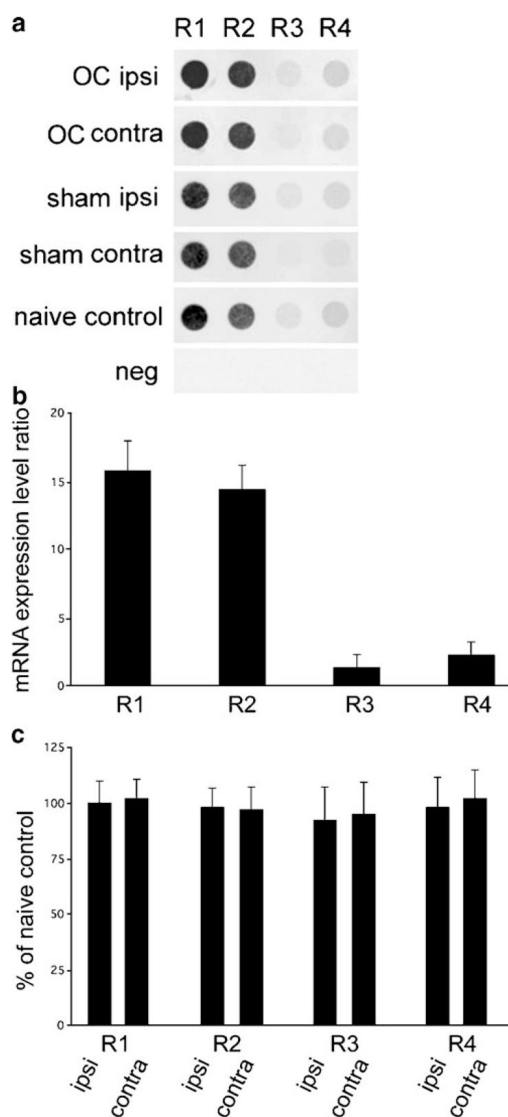 a
R1 R2 R3 R4
OC ipsi
OC contra
sham ipsi
sham contra
naive control
neg
b
mRNA expression level ratio
20
15
10
5
0
R1 R2 R3 R4
c
% of naive control
125
100
75
50
25
0
R1 R2 R3 R4
ipsi contra ipsi contra ipsi contra ipsi contra